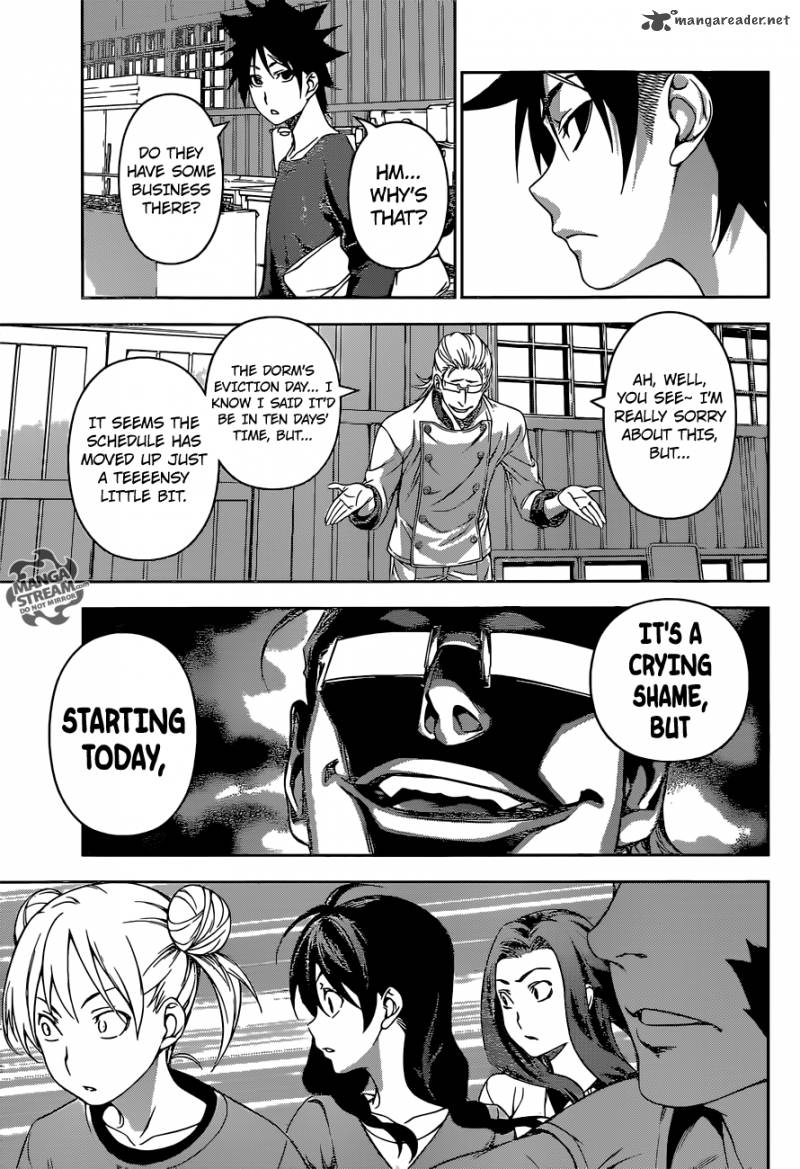 mangareader.net
HM...
WHY'S
THAT?
DO THEY
HAVE SOME
BUSINESS
THERE?
AH, WELL,
YOU SEE~ I'M
REALLY SORRY
ABOUT THIS,
BUT...
THE DORM'S
EVICTION DAY... I
KNOW I SAID IT'D
BE IN TEN DAYS'
TIME, BUT...
IT SEEMS THE
SCHEDULE HAS
MOVED UP JUST
A TEEEENSY
LITTLE BIT.
MANGA
STREAM.com
DO NOT MIRROR
IT'S A
CRYING
SHAME,
BUT
STARTING
TODAY,